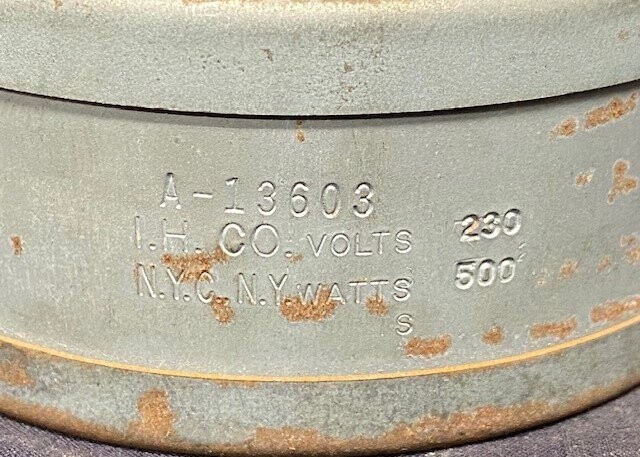 A-13603
I.H. CO. VOLTS 230
N.Y.C. N.Y. WATTS 500
S